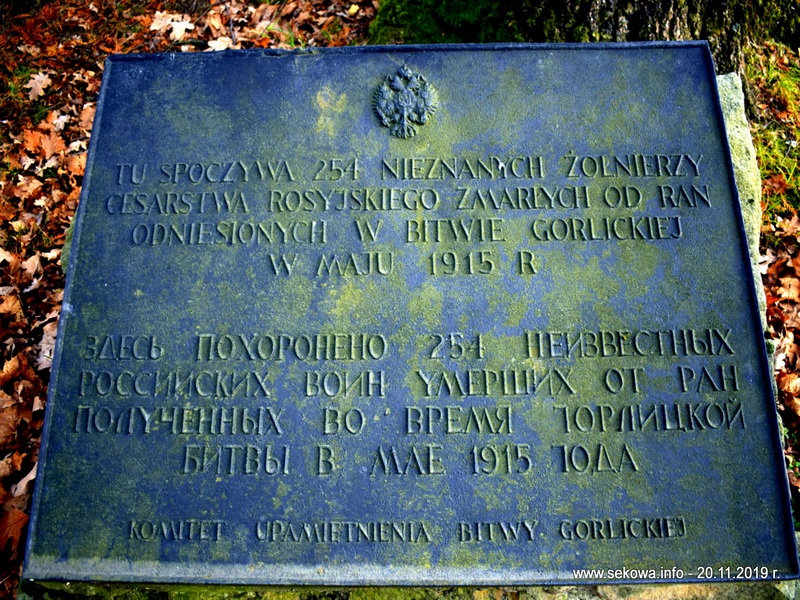 TU SPOCZYWA 254 NIEZNANYCH ŻOŁNIERZY
CESARSTWA ROSYJSKIEGO ZMARŁYCH OD RAN
ODNIESIONYCH W BITWIE GORLICKIEJ
W MAJU 1915 R
ЗДЕСЬ ПОХОРОНЕНО 254 НЕИЗВЕСТНЫХ
РОССИИСКИХ ВОИН УМЕРШИХ ОТ РАН
ПОЛУЧЕННЫХ ВО ВРЕМЯ ГОРЛИЦКОЙ
БИТВЫ В МАЕ 1915 ГОДА
KOMITET UPAMIĘTNIENIA BITWY GORLICKIEJ
www.sekowa.info - 20.11.2019 r.